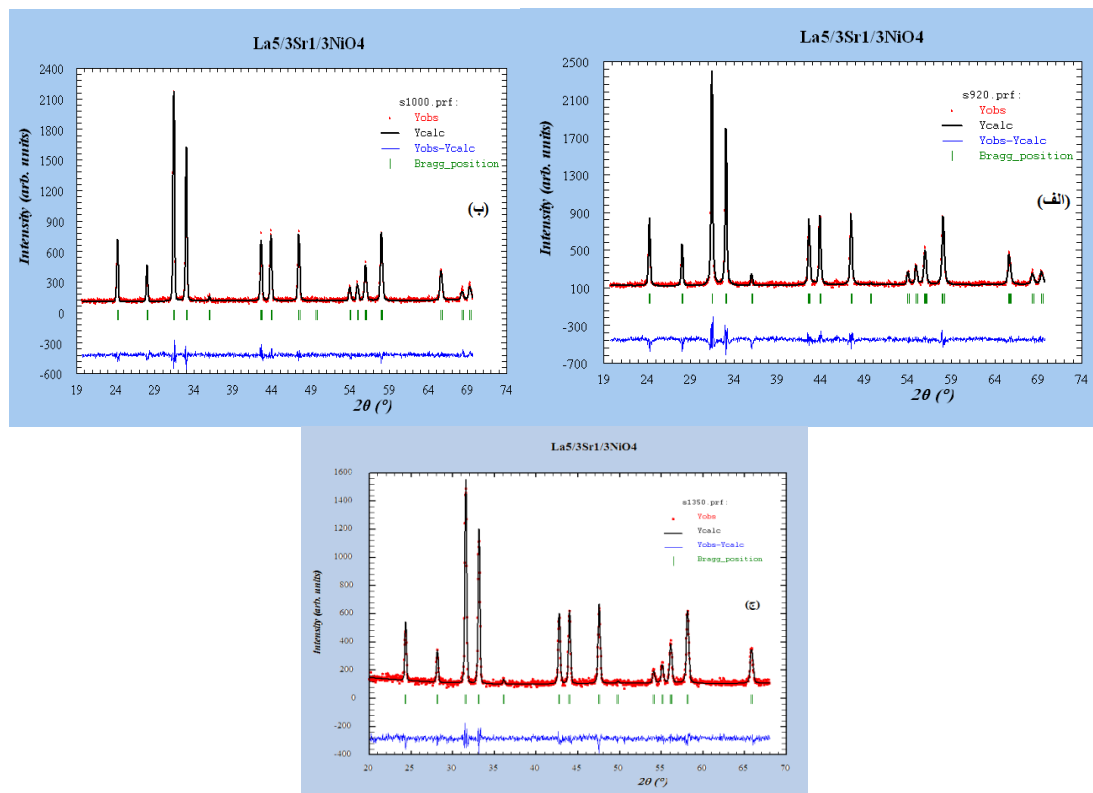 La5/3Sr1/3NiO4
s1000.prf:
Yobs
Ycalc
Yobs-Ycalc
Bragg_position
(ب)
Intensity (arb. units)
2400
2100
1800
1500
1200
900
600
300
0
-300
-600
19 24 29 34 39 44 49 54 59 64 69 74
2θ (°)
La5/3Sr1/3NiO4
s920.prf:
Yobs
Ycalc
Yobs-Ycalc
Bragg_position
(الف)
Intensity (arb. units)
2500
2100
1700
1300
900
500
100
-300
-700
19 24 29 34 39 44 49 54 59 64 69 74
2θ (°)
La5/3Sr1/3NiO4
s1350.prf:
Yobs
Ycalc
Yobs-Ycalc
Bragg_position
(ج)
Intensity (arb. units)
1600
1400
1200
1000
800
600
400
200
0
-200
-400
20 25 30 35 40 45 50 55 60 65 70
2θ (°)